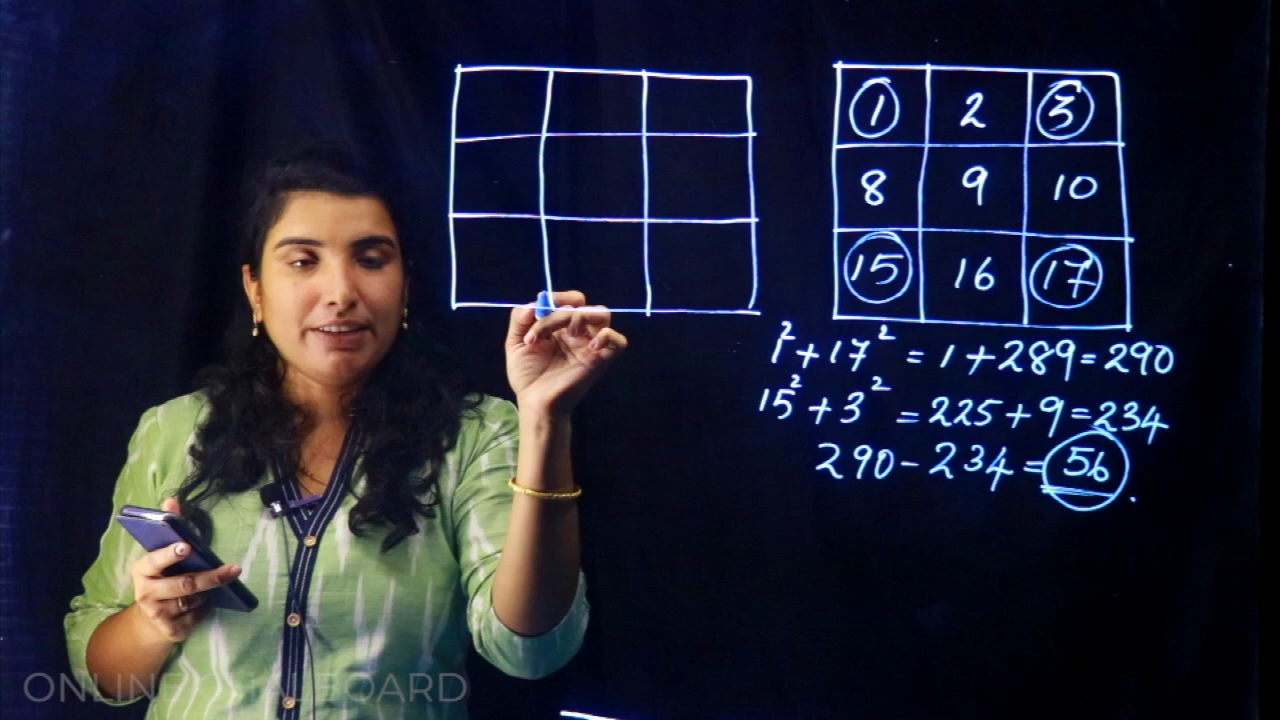 1 2 3
8 9 10
15 16 17
1² + 17² = 1 + 289 = 290
15² + 3² = 225 + 9 = 234
290 - 234 = 56